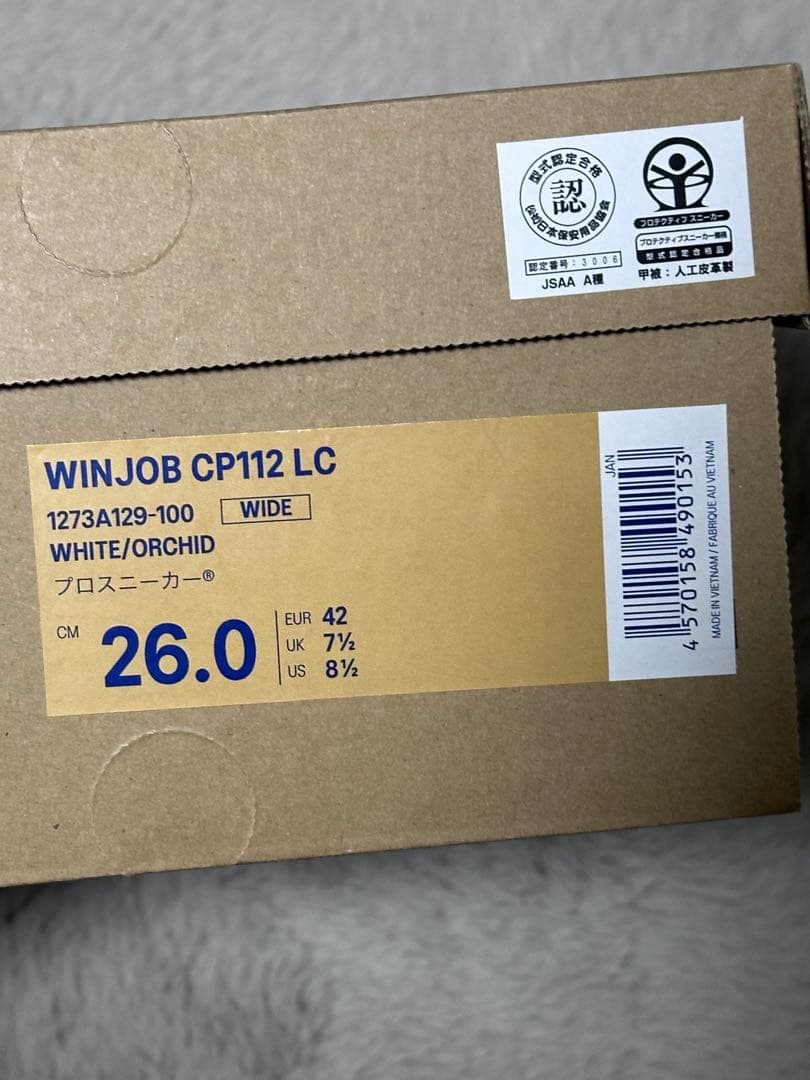 型式認定合格
認
(公社)日本保安用品協会
認定番号:3006
JSAA A種
プロテクティブ スニーカー
プロテクティブスニーカー規格
型式認定合格品
甲被:人工皮革製
WINJOB CP112 LC
1273A129-100 WIDE
WHITE/ORCHID
プロスニーカー®
CM 26.0
EUR 42
UK 7½
US 8½
JAN
4 570158 490153
MADE IN VIETNAM / FABRIQUE AU VIETNAM